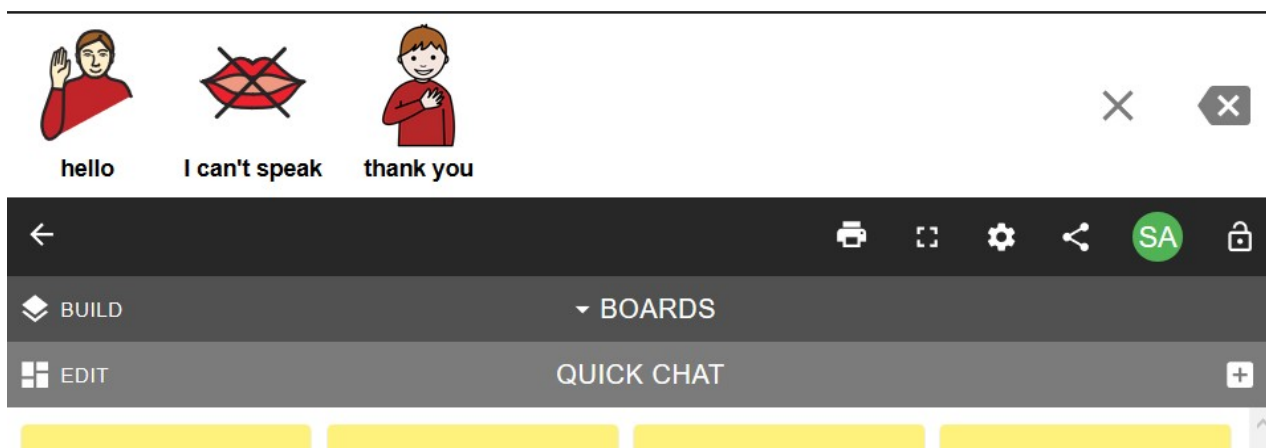 hello I can't speak thank you
SA
BUILD BOARDS
EDIT QUICK CHAT